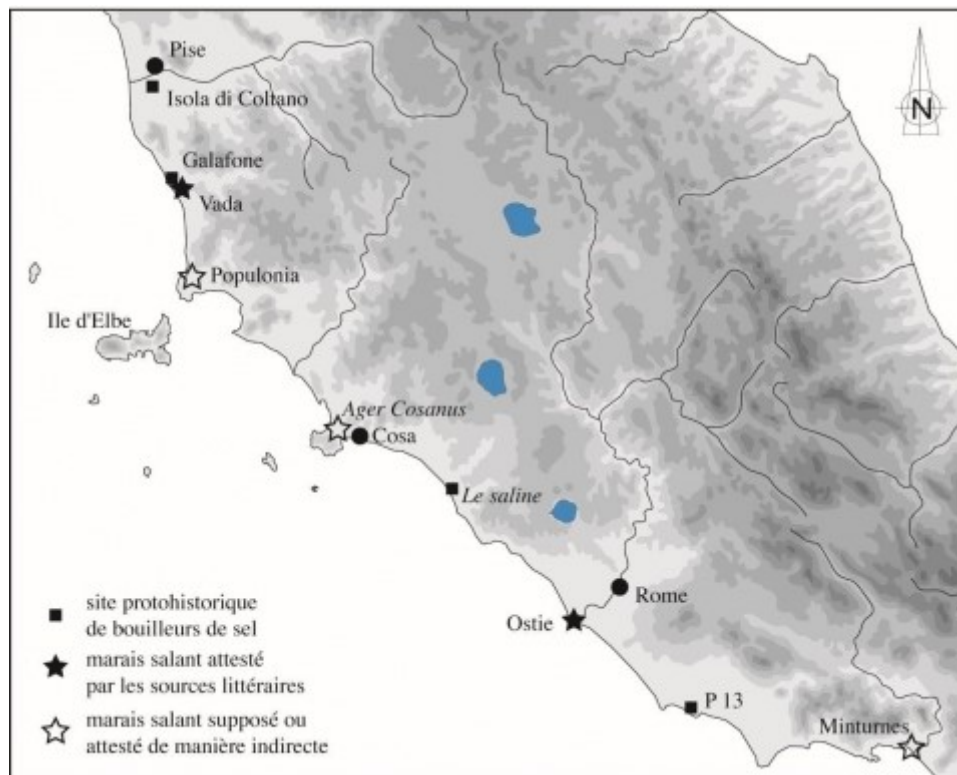 Pise
Isola di Coltano
N
Galafone
Vada
Populonia
Ile d'Elbe
Ager Cosanus
Cosa
Le saline
Rome
Ostie
P 13
Minturnes
site protohistorique
de bouilleurs de sel
marais salant attesté
par les sources littéraires
marais salant supposé ou
attesté de manière indirecte